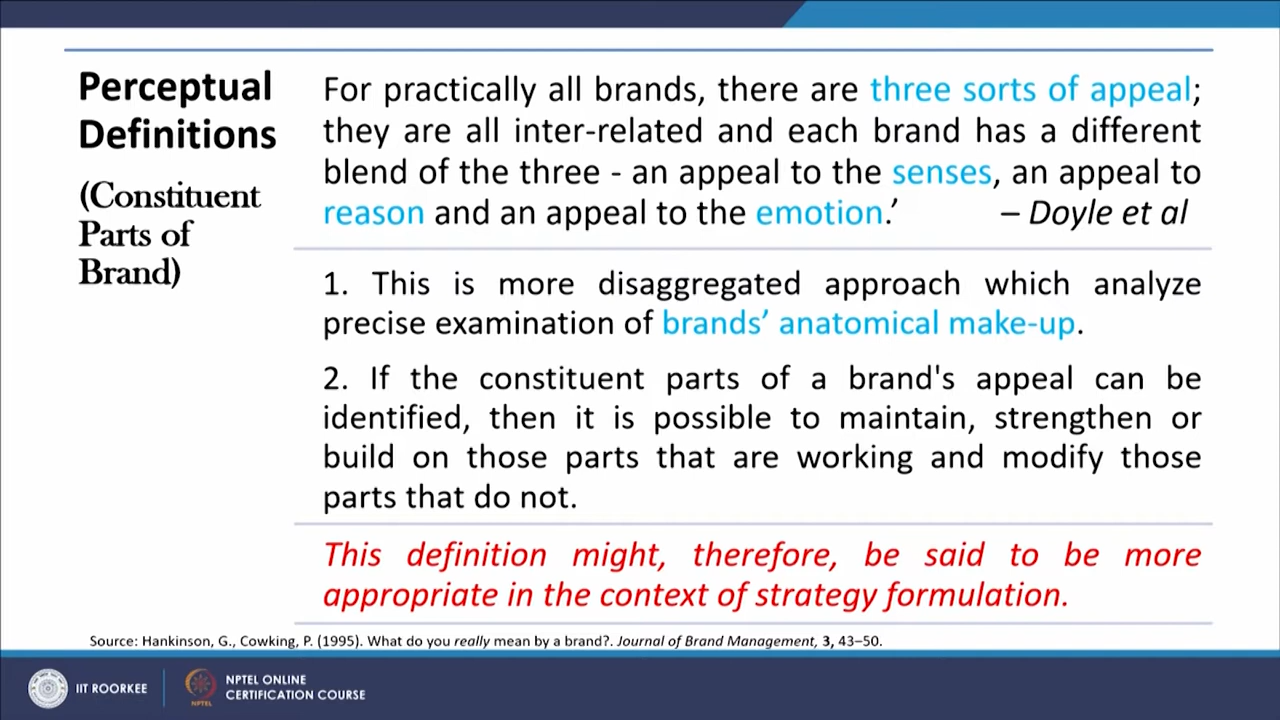 Perceptual
Definitions
(Constituent
Parts of
Brand)
For practically all brands, there are three sorts of appeal;
they are all inter-related and each brand has a different
blend of the three - an appeal to the senses, an appeal to
reason and an appeal to the emotion.’ – Doyle et al
1. This is more disaggregated approach which analyze
precise examination of brands’ anatomical make-up.
2. If the constituent parts of a brand's appeal can be
identified, then it is possible to maintain, strengthen or
build on those parts that are working and modify those
parts that do not.
This definition might, therefore, be said to be more
appropriate in the context of strategy formulation.
Source: Hankinson, G., Cowking, P. (1995). What do you really mean by a brand?. Journal of Brand Management, 3, 43–50.
IIT ROORKEE
NPTEL ONLINE
CERTIFICATION COURSE
NPTEL